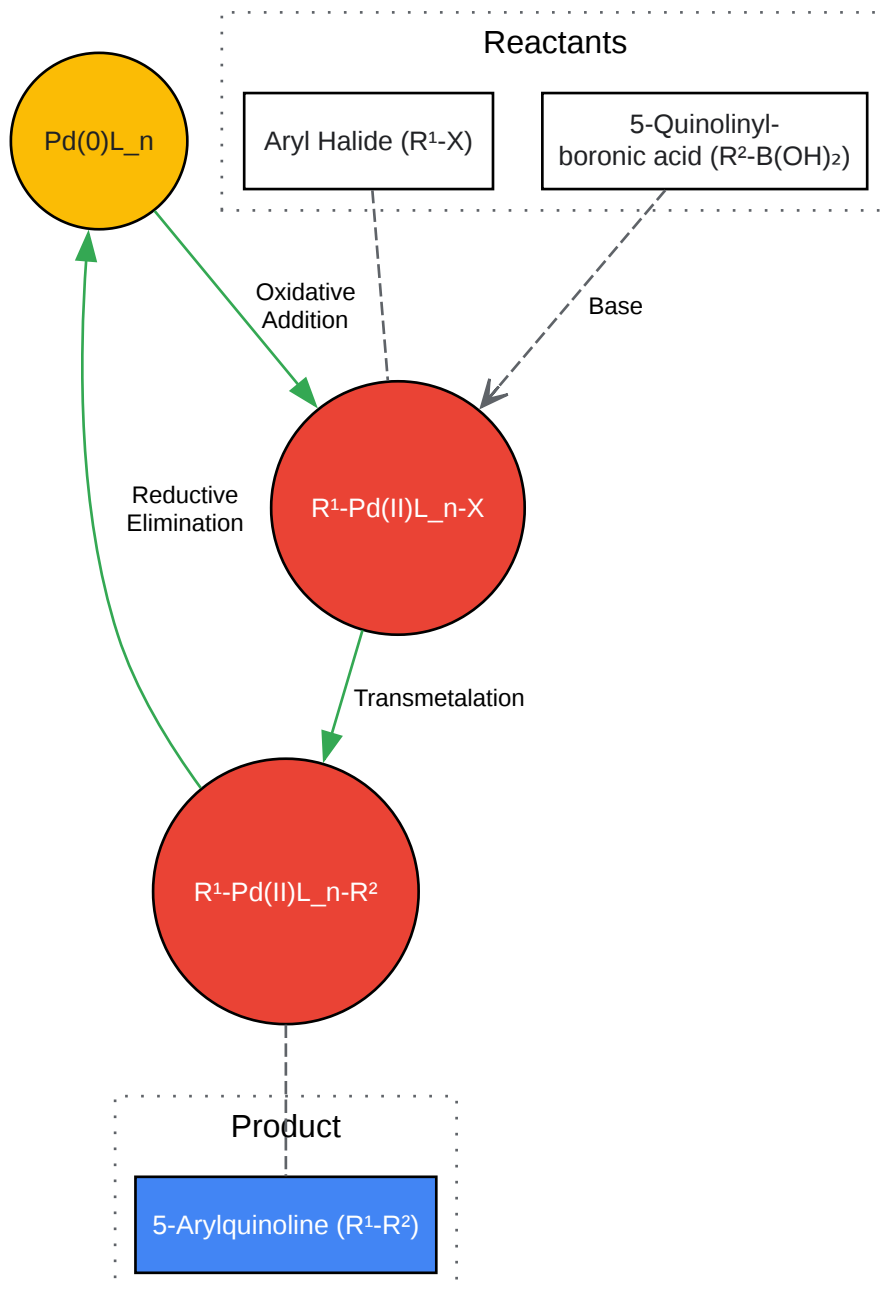 Reactants
Pd(0)L_n
Aryl Halide (R¹-X)
5-Quinolinyl-
boronic acid (R²-B(OH)₂)
Oxidative
Addition
Base
Reductive
Elimination
R¹-Pd(II)L_n-X
Transmetalation
R¹-Pd(II)L_n-R²
Product
5-Arylquinoline (R¹-R²)